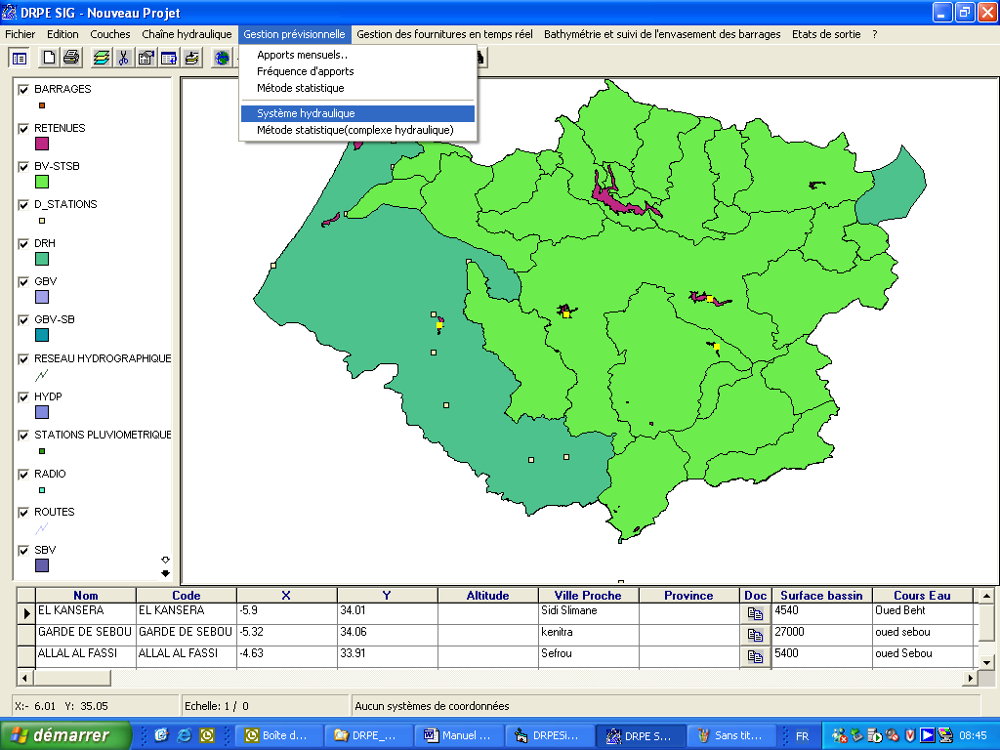 DRPE SIG - Nouveau Projet
Fichier Edition Couches Chaîne hydraulique Gestion prévisionnelle Gestion des fournitures en temps réel Bathymétrie et suivi de l'envasement des barrages Etats de sortie ?
Apports mensuels..
Fréquence d'apports
Métode statistique
Système hydraulique
Métode statistique(complexe hydraulique)
BARRAGES
RETENUES
BV-STSB
D_STATIONS
DRH
GBV
GBV-SB
RESEAU HYDROGRAPHIQUE
HYDP
STATIONS PLUVIOMETRIQUE
RADIO
ROUTES
SBV
Nom Code X Y Altitude Ville Proche Province Doc Surface bassin Cours Eau
EL KANSERA EL KANSERA -5.9 34.01 Sidi Slimane 4540 Oued Beht
GARDE DE SEBOU GARDE DE SEBOU -5.32 34.06 kenitra 27000 oued sebou
ALLAL AL FASSI ALLAL AL FASSI -4.63 33.91 Sefrou 5400 oued Sebou
X:- 6.01 Y: 35.05 Echelle: 1 / 0 Aucun systèmes de coordonnées
démarrer Boîte d... DRPE_... Manuel ... DRPESi... DRPE S... Sans tit... FR 08:45